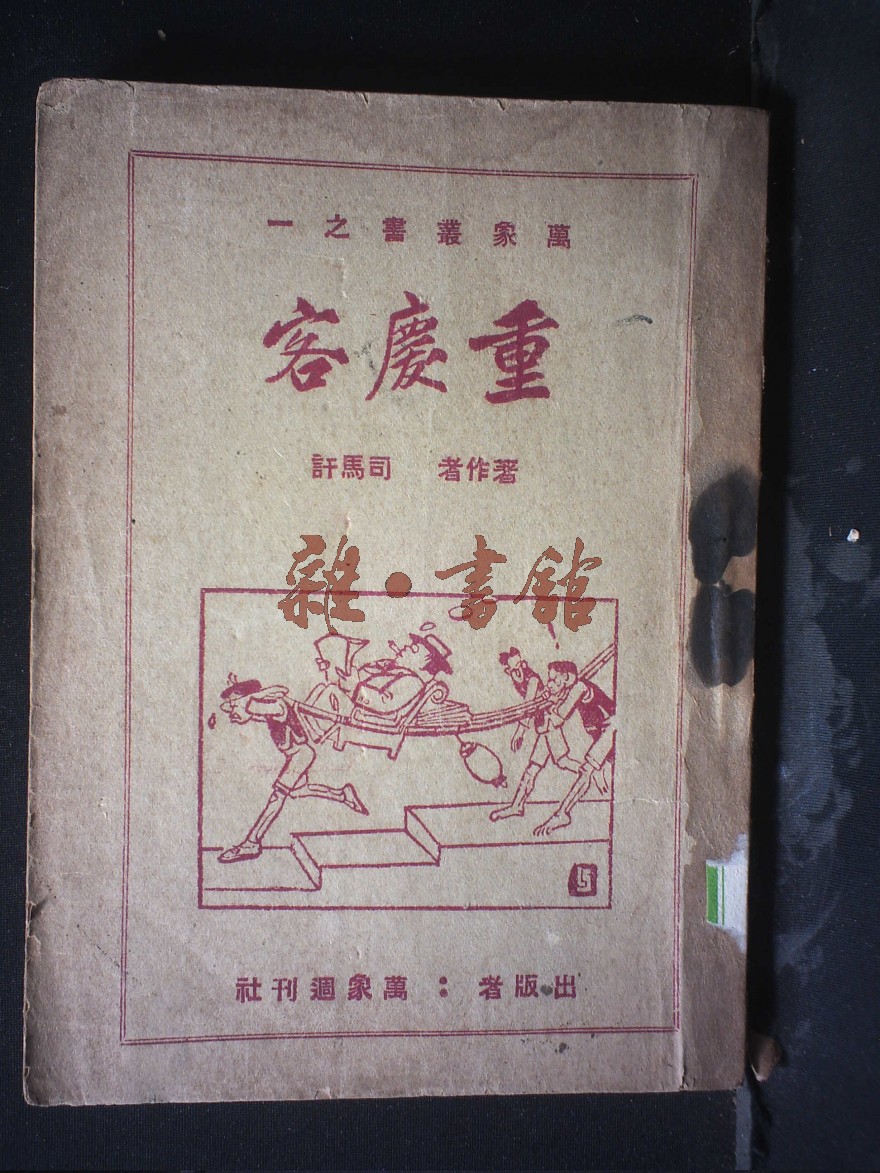 萬象叢書之一
重慶客
著作者 司馬訏
雜·書館
出版者：萬象週刊社